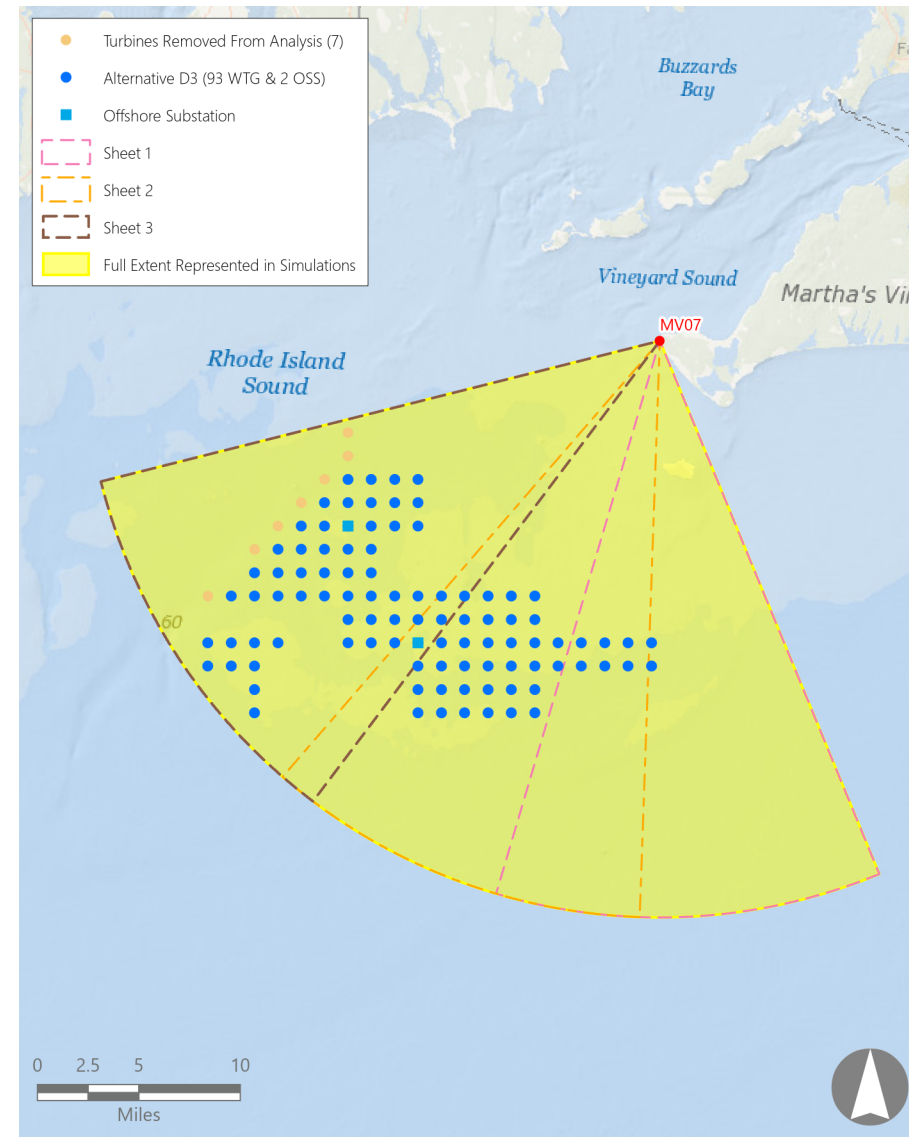 Turbines Removed From Analysis (7)
Alternative D3 (93 WTG & 2 OSS)
Offshore Substation
Sheet 1
Sheet 2
Sheet 3
Full Extent Represented in Simulations
Buzzards
Bay
Fa
Vineyard Sound
Martha's Vi
MV07
Rhode Island
Sound
60
0 2.5 5 10
Miles